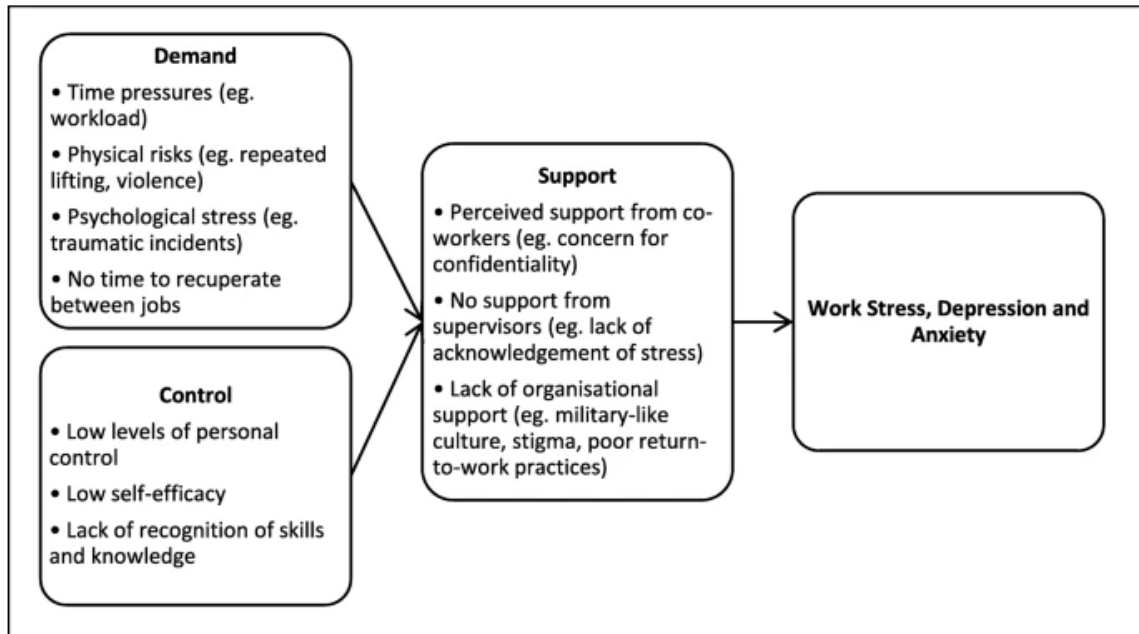 Demand
• Time pressures (eg.
workload)
• Physical risks (eg. repeated
lifting, violence)
• Psychological stress (eg.
traumatic incidents)
• No time to recuperate
between jobs
Control
• Low levels of personal
control
• Low self-efficacy
• Lack of recognition of skills
and knowledge
Support
• Perceived support from co-
workers (eg. concern for
confidentiality)
• No support from
supervisors (eg. lack of
acknowledgement of stress)
• Lack of organisational
support (eg. military-like
culture, stigma, poor return-
to-work practices)
Work Stress, Depression and
Anxiety